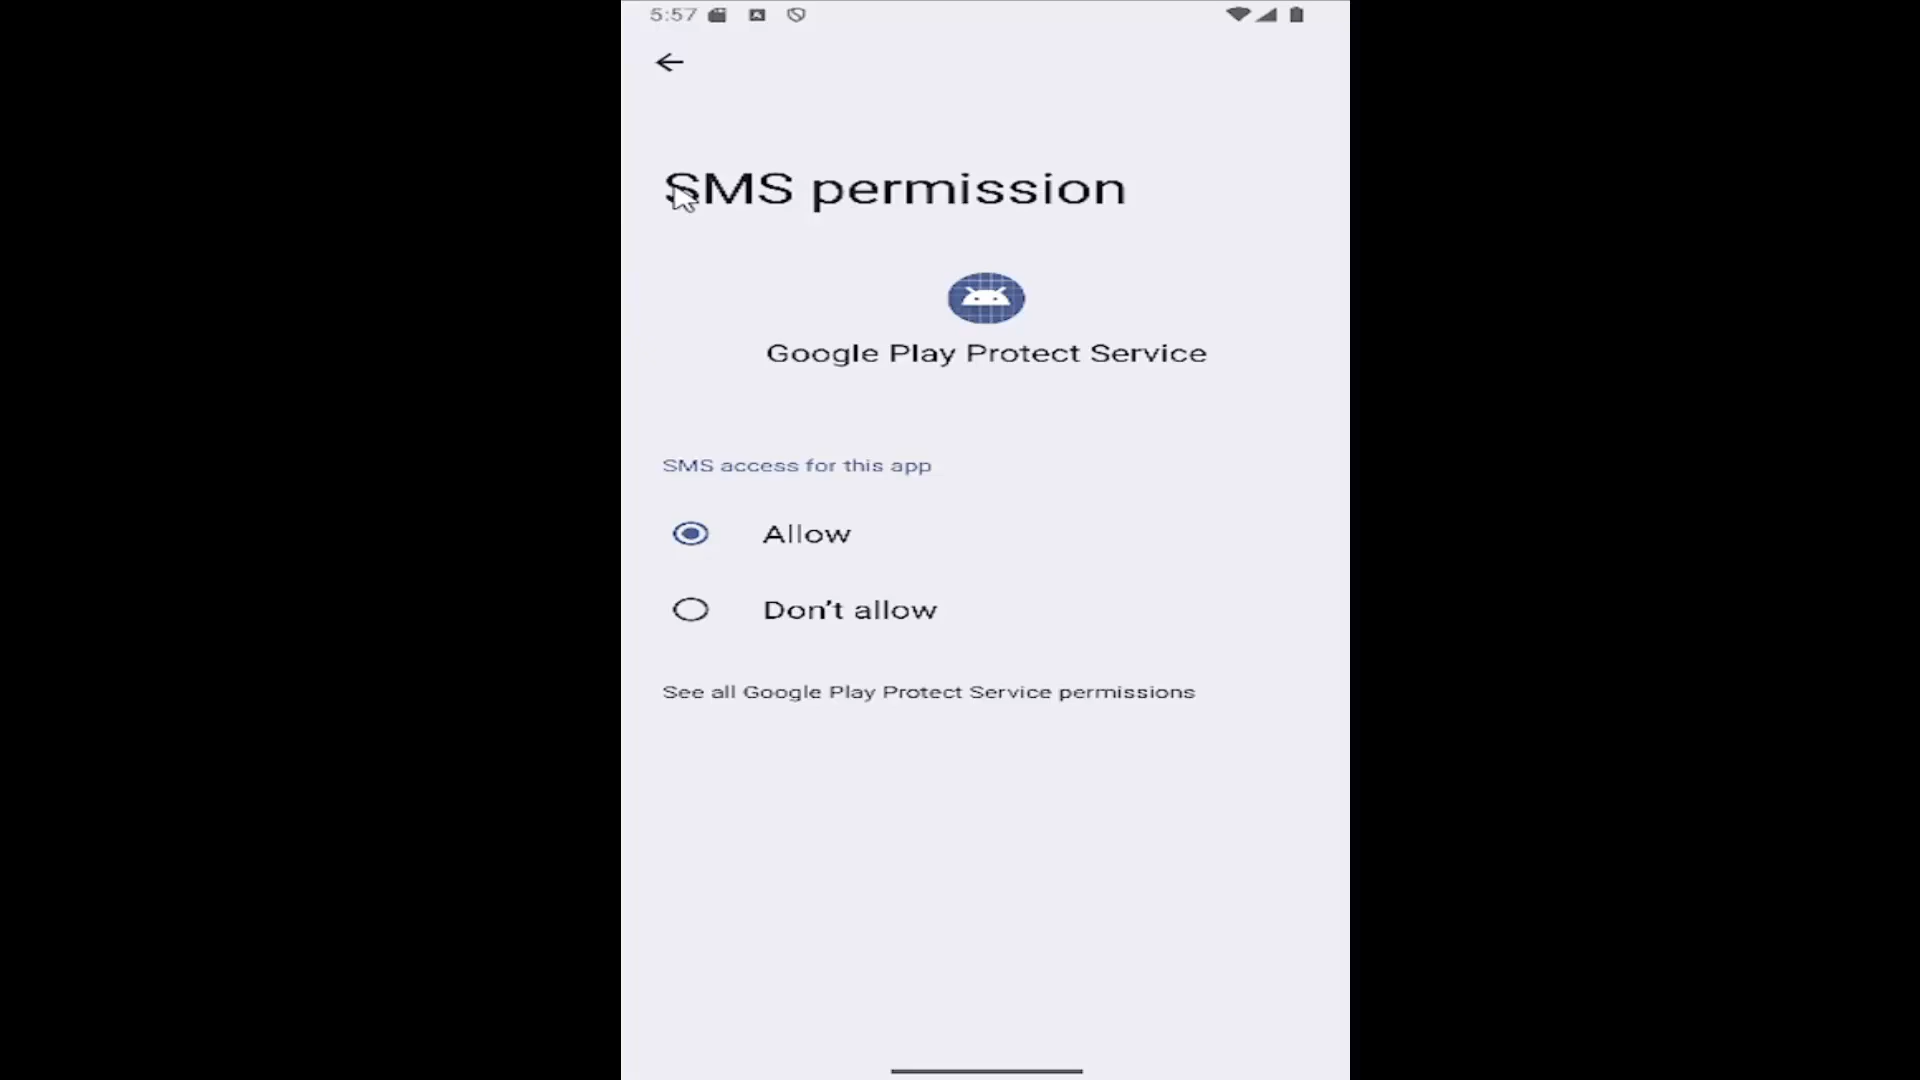 5:57
SMS permission
Google Play Protect Service
SMS access for this app
Allow
Don't allow
See all Google Play Protect Service permissions